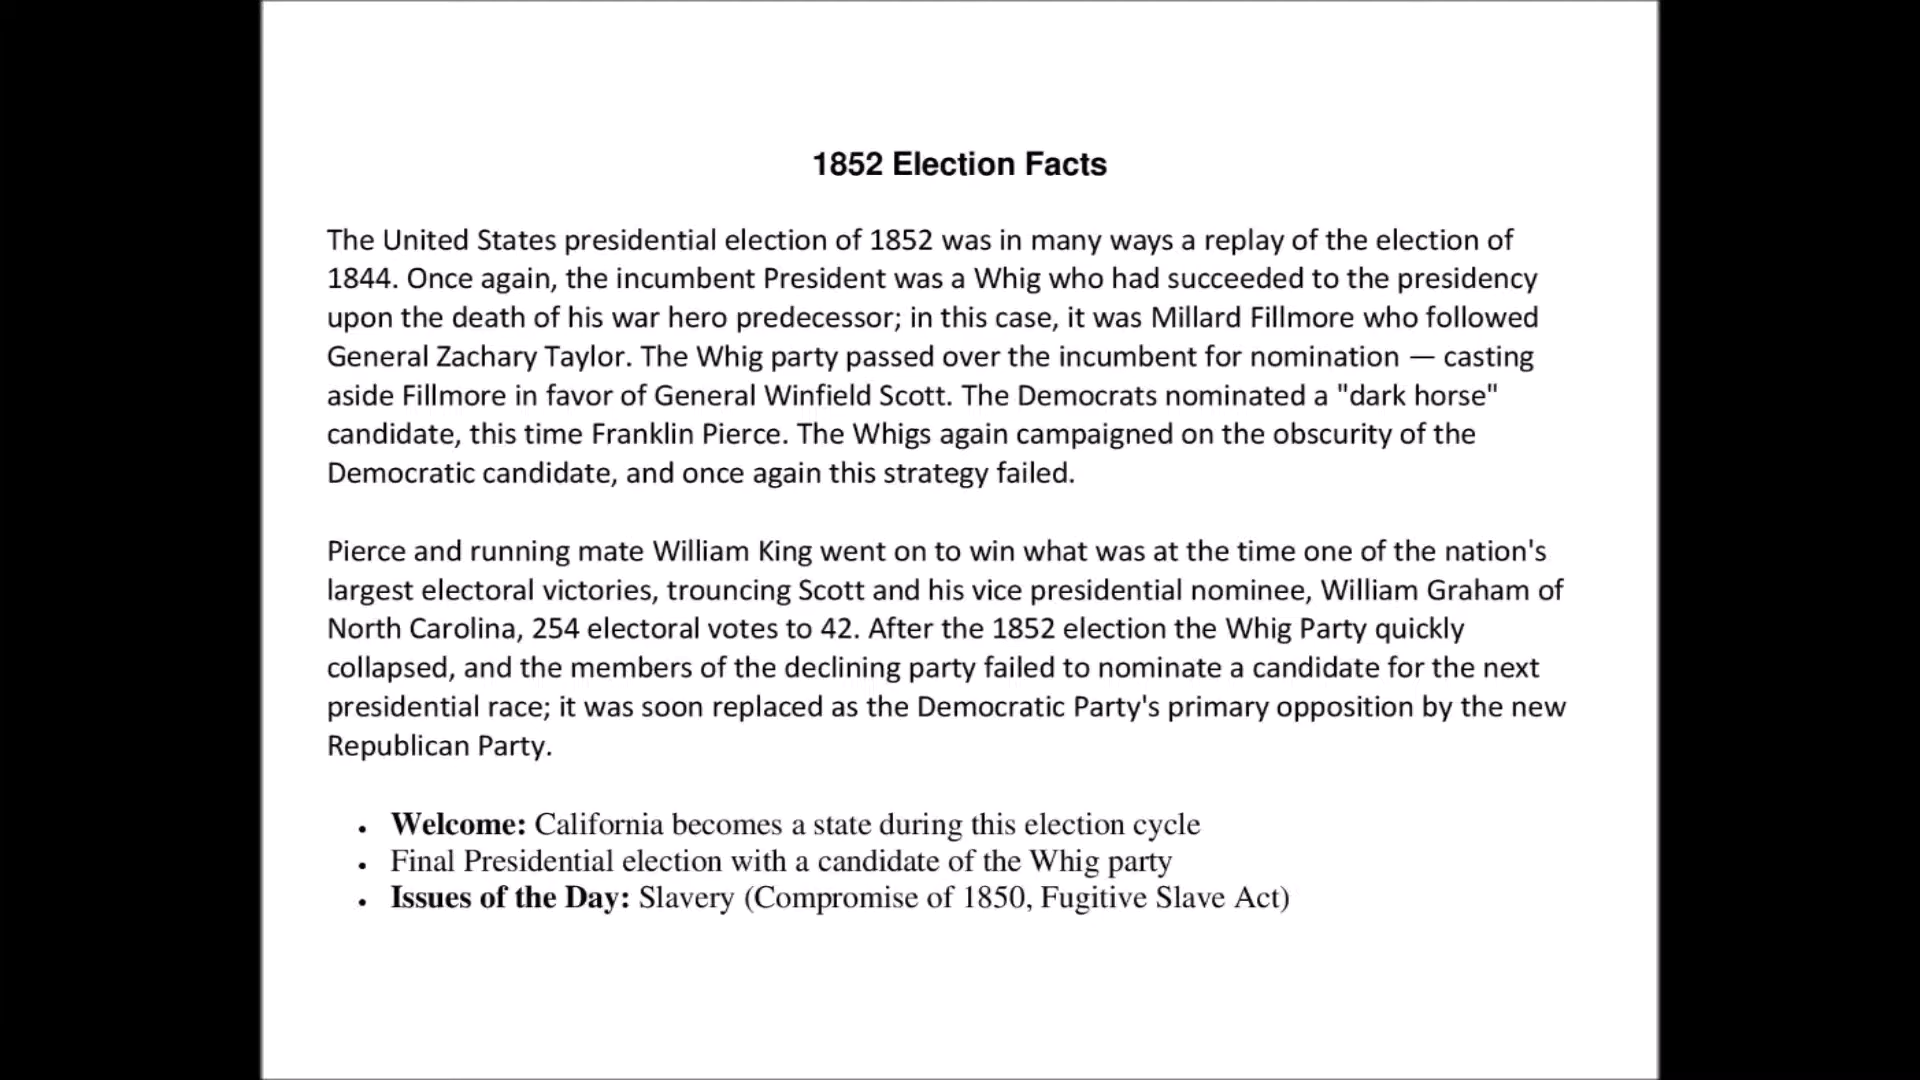 1852 Election Facts
The United States presidential election of 1852 was in many ways a replay of the election of
1844. Once again, the incumbent President was a Whig who had succeeded to the presidency
upon the death of his war hero predecessor; in this case, it was Millard Fillmore who followed
General Zachary Taylor. The Whig party passed over the incumbent for nomination — casting
aside Fillmore in favor of General Winfield Scott. The Democrats nominated a "dark horse"
candidate, this time Franklin Pierce. The Whigs again campaigned on the obscurity of the
Democratic candidate, and once again this strategy failed.
Pierce and running mate William King went on to win what was at the time one of the nation's
largest electoral victories, trouncing Scott and his vice presidential nominee, William Graham of
North Carolina, 254 electoral votes to 42. After the 1852 election the Whig Party quickly
collapsed, and the members of the declining party failed to nominate a candidate for the next
presidential race; it was soon replaced as the Democratic Party's primary opposition by the new
Republican Party.
• Welcome: California becomes a state during this election cycle
• Final Presidential election with a candidate of the Whig party
• Issues of the Day: Slavery (Compromise of 1850, Fugitive Slave Act)